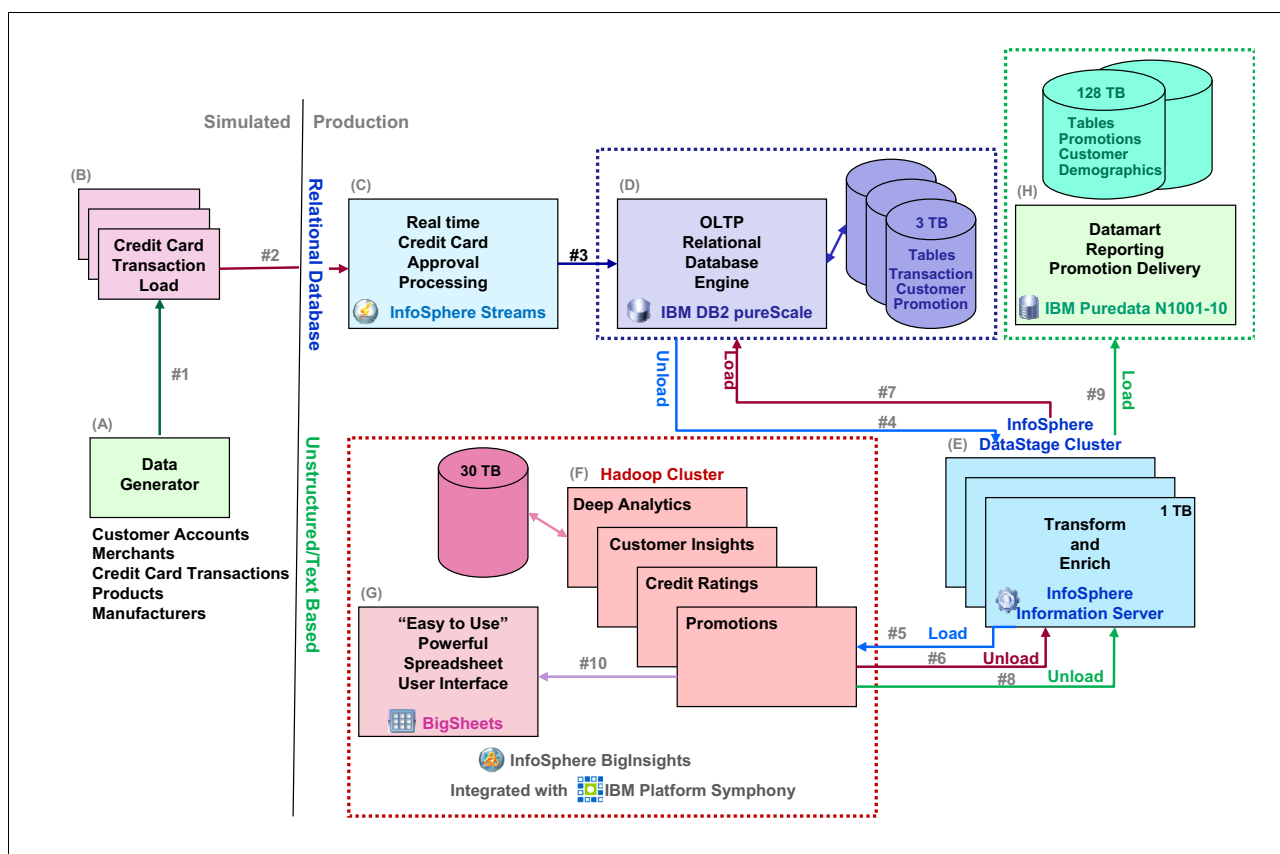 Simulated
Production
(B)
Credit Card
Transaction
Load
#2
Relational Database
(C)
Real time
Credit Card
Approval
Processing
InfoSphere Streams
#3
(D)
OLTP
Relational
Database
Engine
IBM DB2 pureScale
3 TB
Tables
Transaction
Customer
Promotion
128 TB
Tables
Promotions
Customer
Demographics
(H)
Datamart
Reporting
Promotion Delivery
IBM Puredata N1001-10
#1
Unload
Load
#7
#4
#9
Load
(A)
Data
Generator
Customer Accounts
Merchants
Credit Card Transactions
Products
Manufacturers
Unstructured/Text Based
30 TB
(F)
Hadoop Cluster
Deep Analytics
Customer Insights
Credit Ratings
Promotions
InfoSphere
DataStage Cluster
(E)
1 TB
Transform
and
Enrich
InfoSphere
Information Server
(G)
“Easy to Use”
Powerful
Spreadsheet
User Interface
BigSheets
#5
Load
#6
Unload
#8
Unload
#10
InfoSphere BigInsights
Integrated with
IBM Platform Symphony